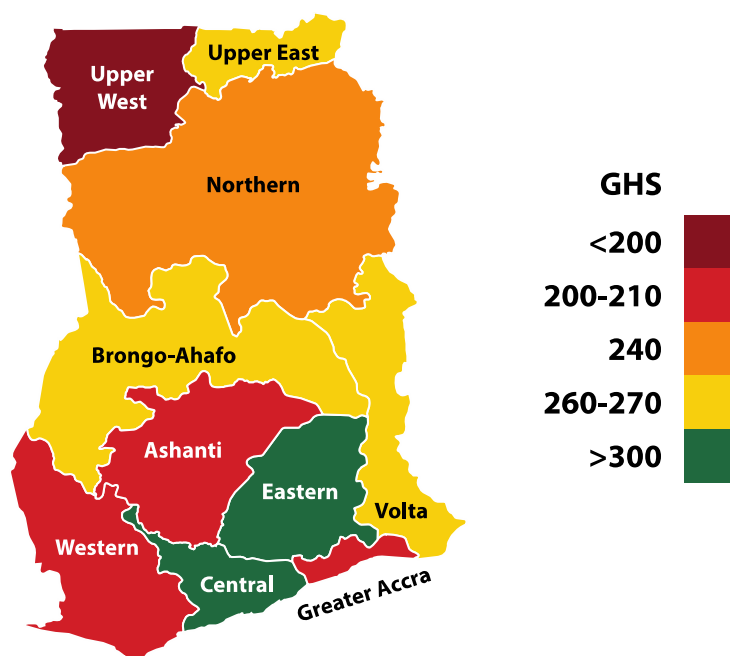 Upper East
Upper
West
Northern
GHS
<200
200-210
240
260-270
>300
Brongo-Ahafo
Ashanti
Eastern
Volta
Western
Central
Greater Accra